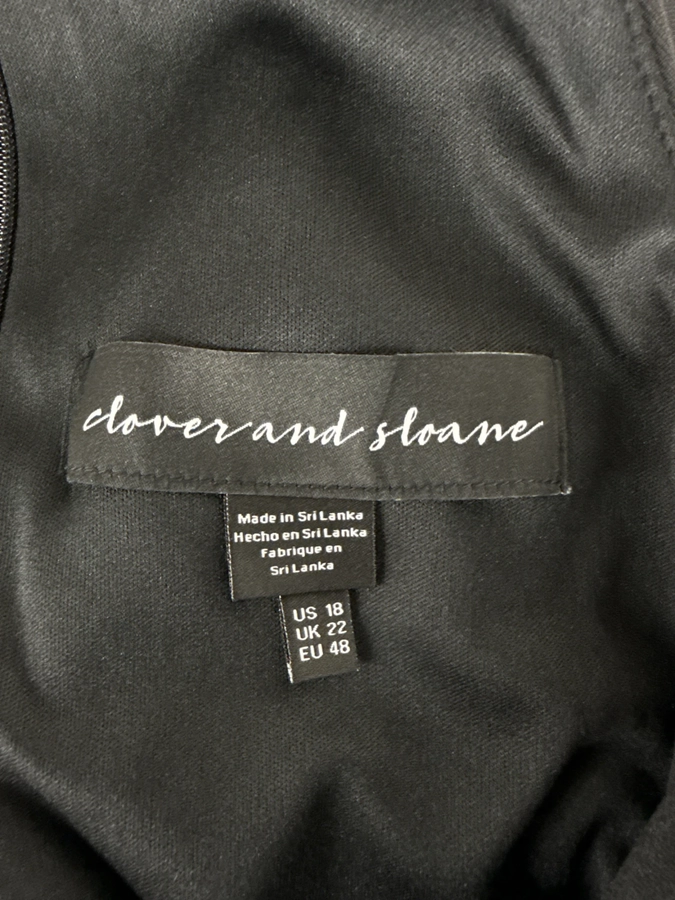 clover and sloane
Made in Sri Lanka
Hecho en Sri Lanka
Fabrique en
Sri Lanka
US 18
UK 22
EU 48